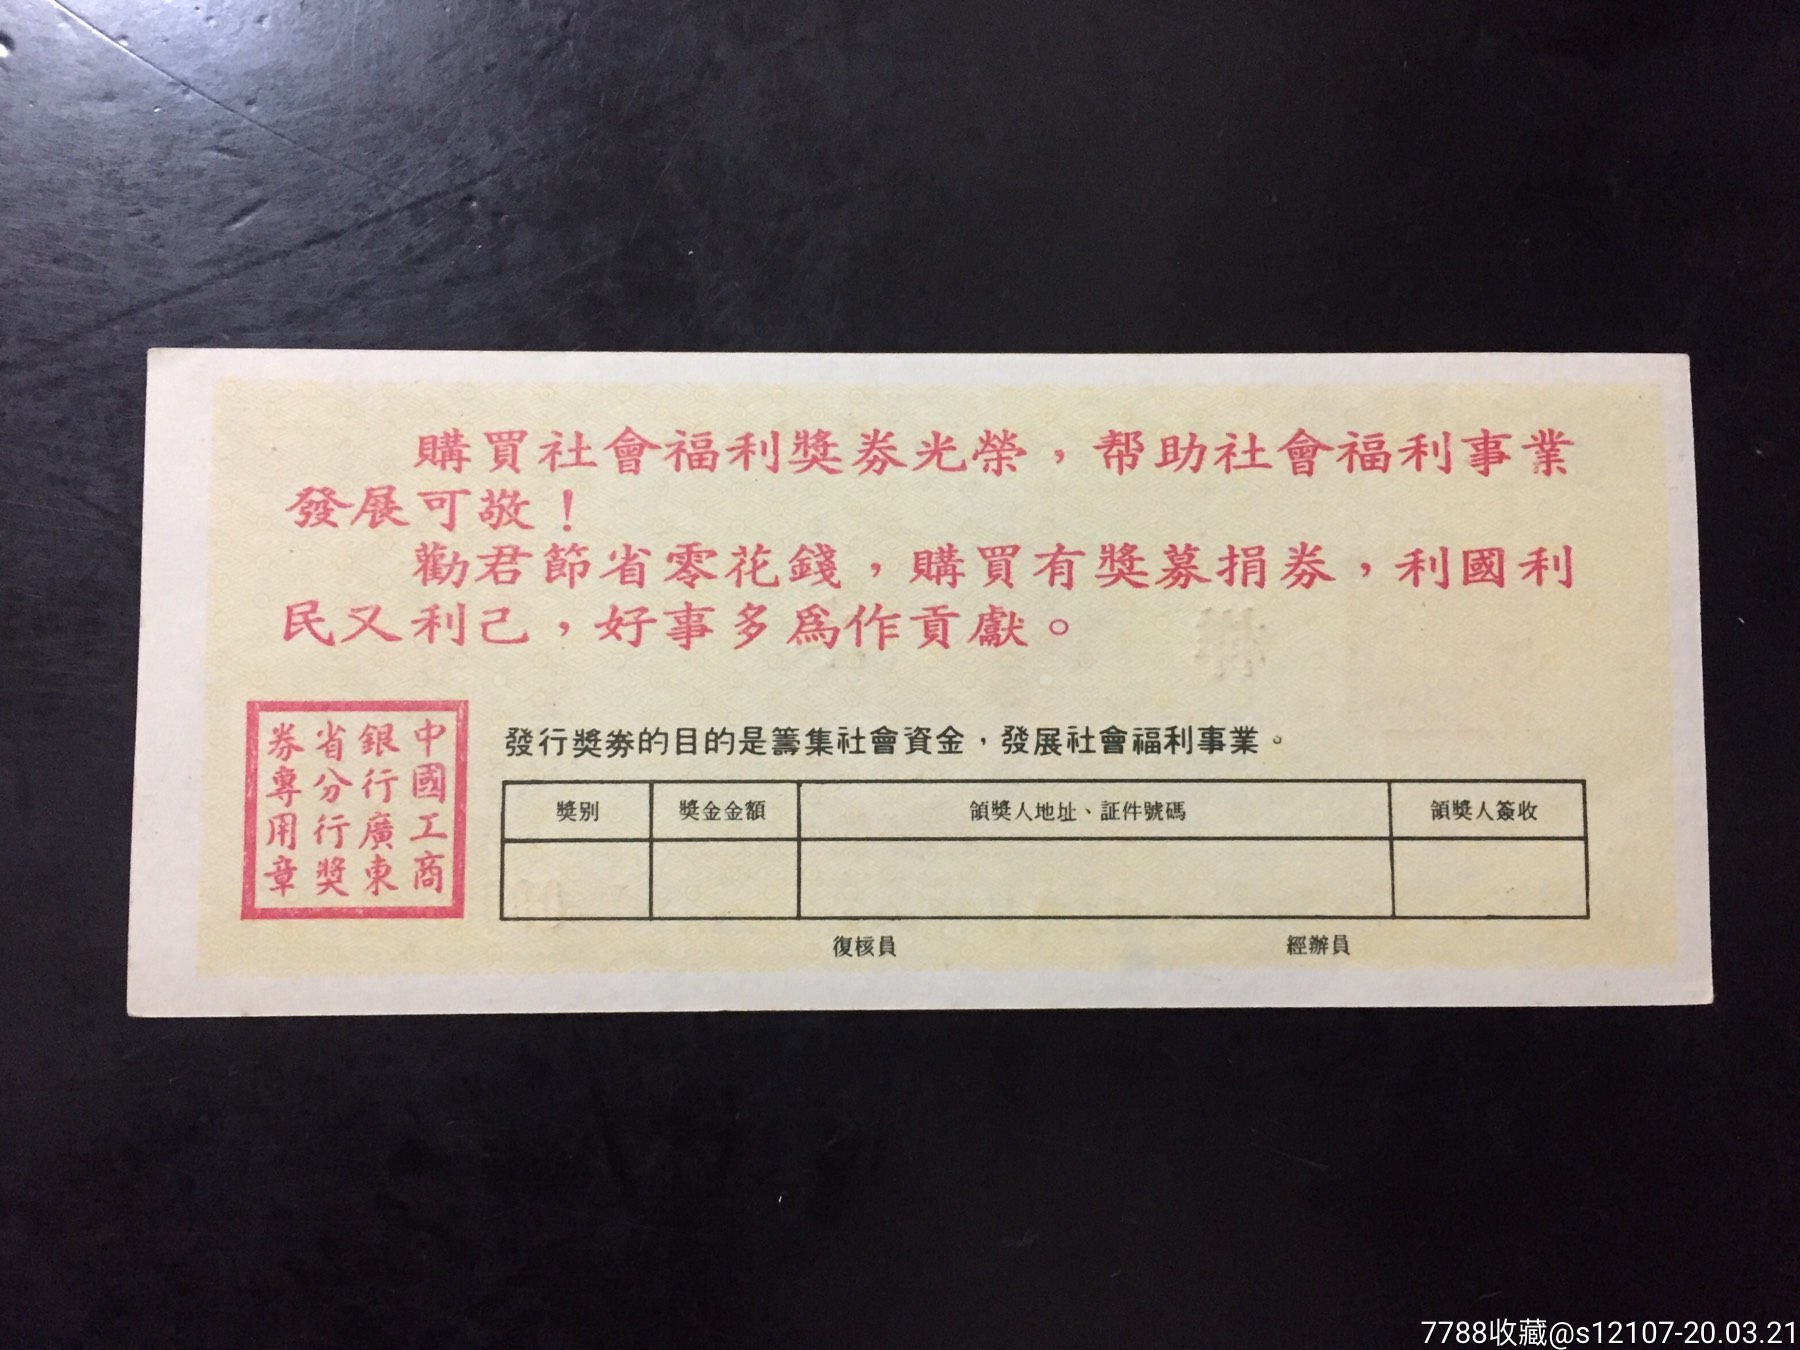 購買社會福利獎券光榮，帮助社會福利事業
發展可敬！
勸君節省零花錢，購買有獎募捐券，利國利
民又利己，好事多爲作貢獻。
中國工商
銀行廣東
省分行獎
券專用章
發行獎券的目的是籌集社會資金，發展社會福利事業。
獎别 獎金金額 領獎人地址、証件號碼 領獎人簽收
復核員 經辦員
7788收藏@s12107-20.03.21